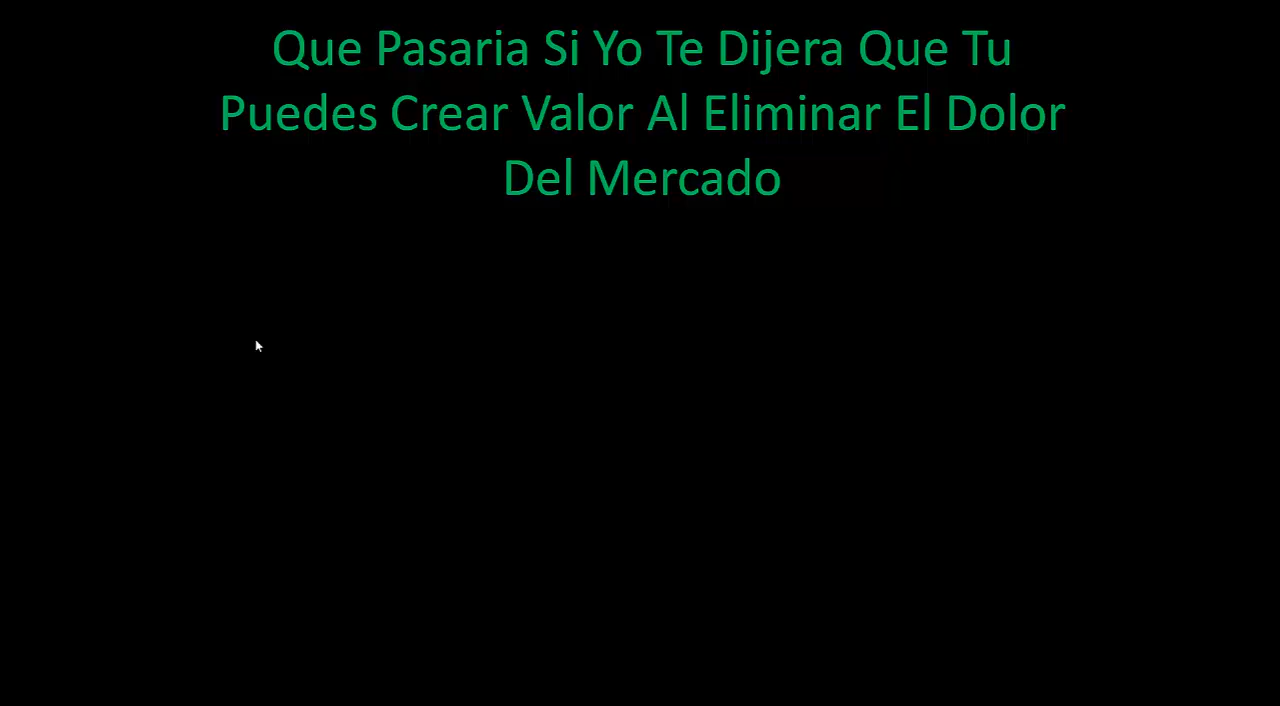 Que Pasaria Si Yo Te Dijera Que Tu
Puedes Crear Valor Al Eliminar El Dolor
Del Mercado